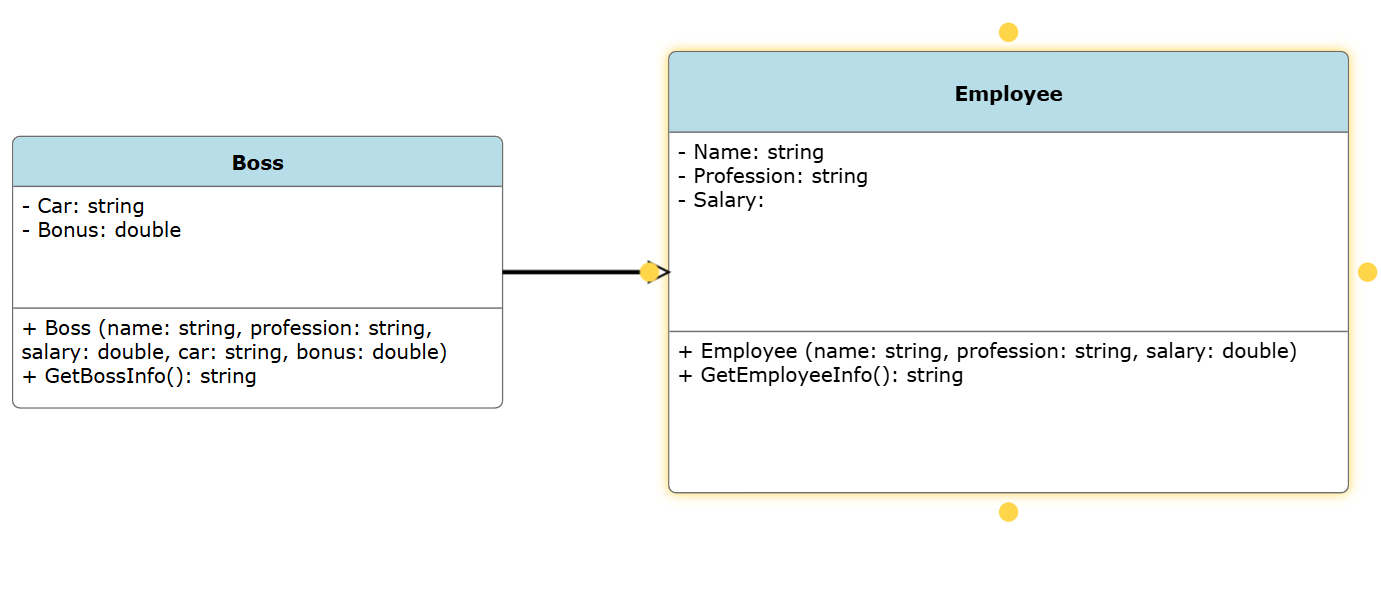 Boss
- Car: string
- Bonus: double
+ Boss (name: string, profession: string,
salary: double, car: string, bonus: double)
+ GetBossInfo(): string
Employee
- Name: string
- Profession: string
- Salary:
+ Employee (name: string, profession: string, salary: double)
+ GetEmployeeInfo(): string